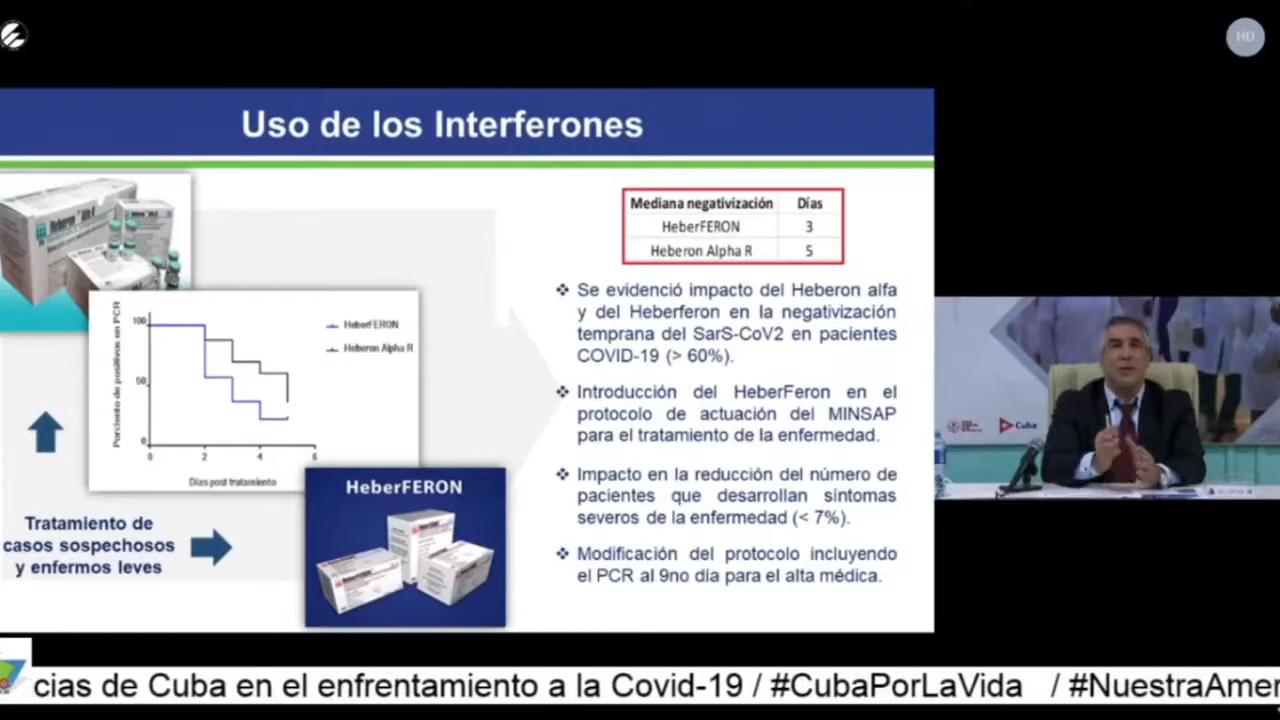 HD
Uso de los Interferones
Heberon Alfa R
Mediana negativización Días
HeberFERON 3
Heberon Alpha R 5
Se evidenció impacto del Heberon alfa
y del Heberferon en la negativización
temprana del SarS-CoV2 en pacientes
COVID-19 (> 60%).
Introducción del HeberFeron en el
protocolo de actuación del MINSAP
para el tratamiento de la enfermedad.
Impacto en la reducción del número de
pacientes que desarrollan síntomas
severos de la enfermedad (< 7%).
Modificación del protocolo incluyendo
el PCR al 9no día para el alta médica.
Porciento de positivos en PCR
100
50
0
0 2 4 6
Días post tratamiento
HeberFERON
Heberon Alpha R
Tratamiento de
casos sospechosos
y enfermos leves
HeberFERON
Cuba
cias de Cuba en el enfrentamiento a la Covid-19 / #CubaPorLaVida / #NuestraAmer